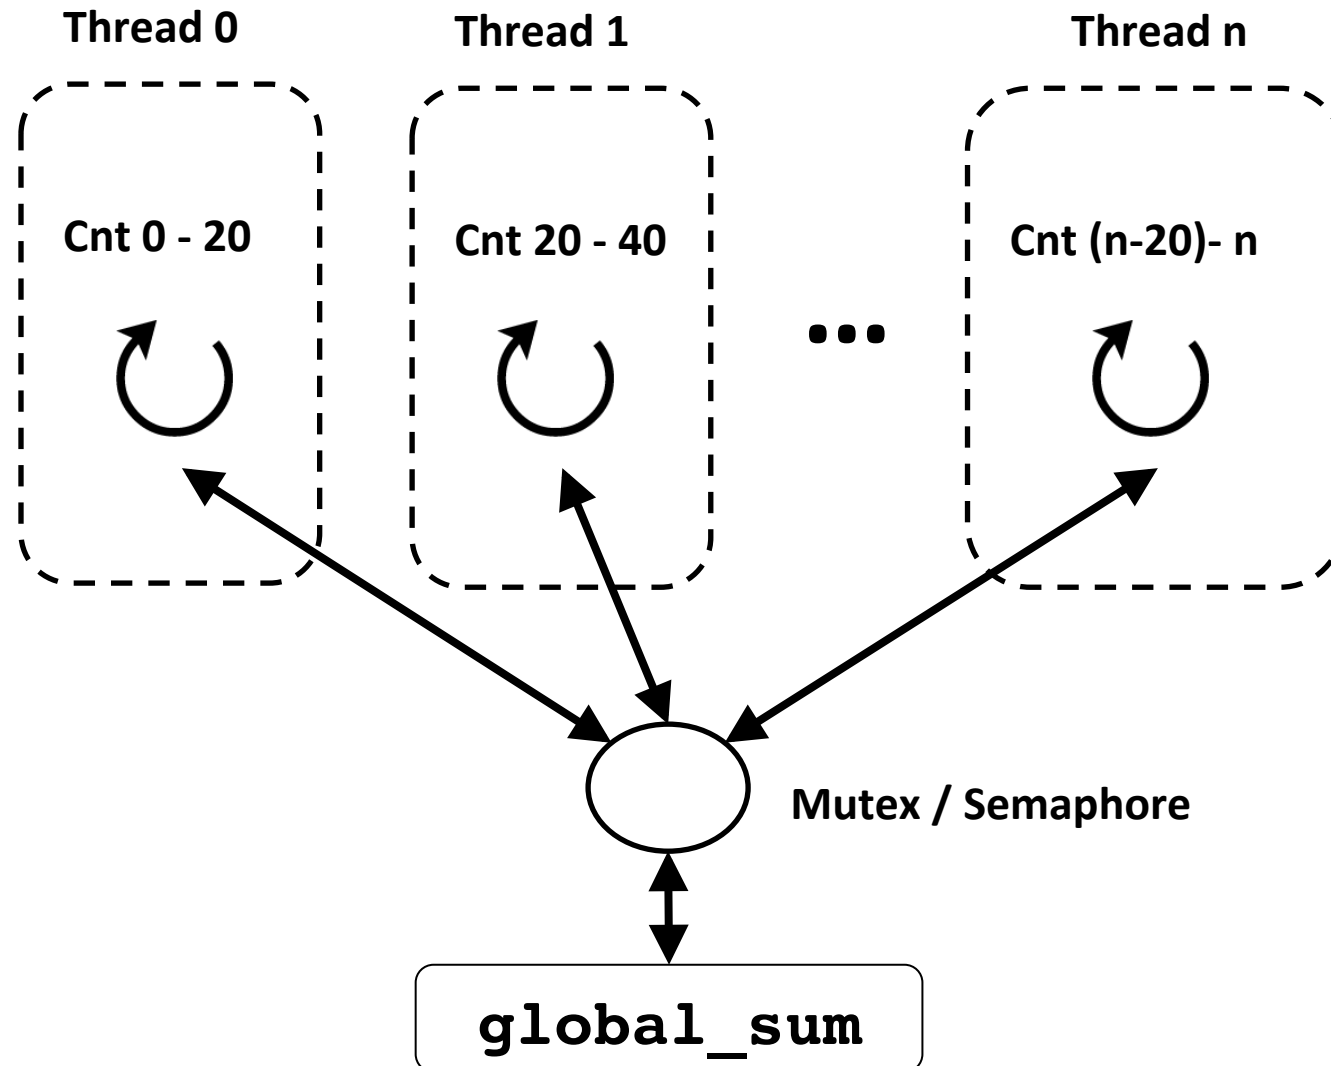 Thread 0
Thread 1
Thread n
Cnt 0 - 20
Cnt 20 - 40
Cnt (n-20)- n
...
Mutex / Semaphore
global_sum